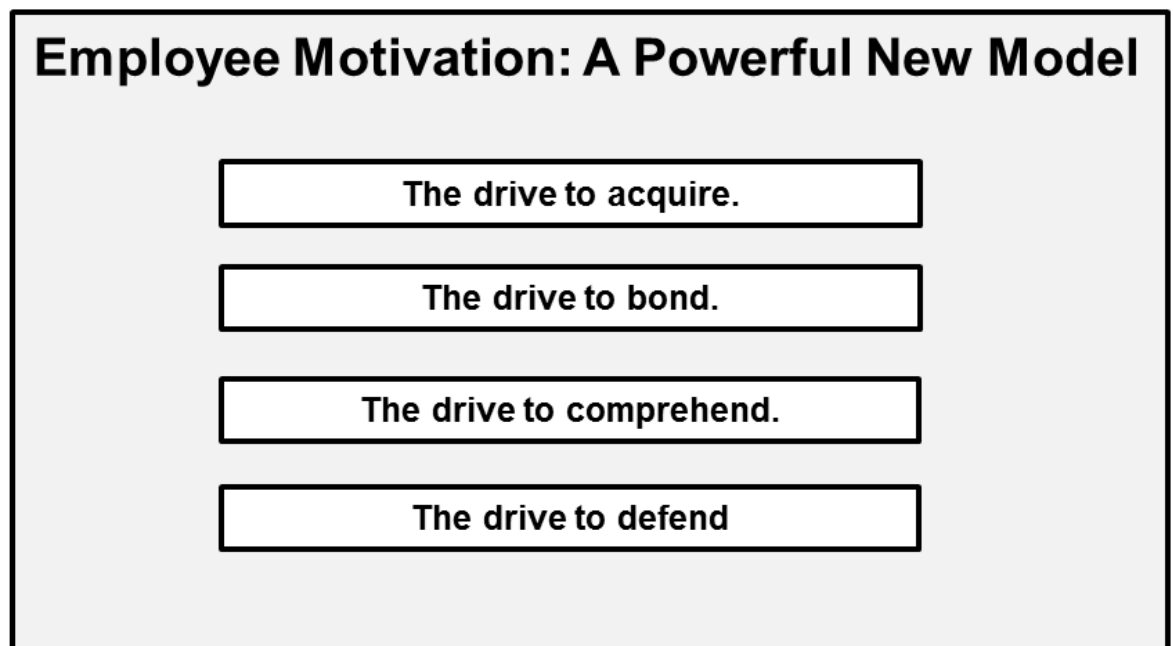 Employee Motivation: A Powerful New Model
The drive to acquire.
The drive to bond.
The drive to comprehend.
The drive to defend